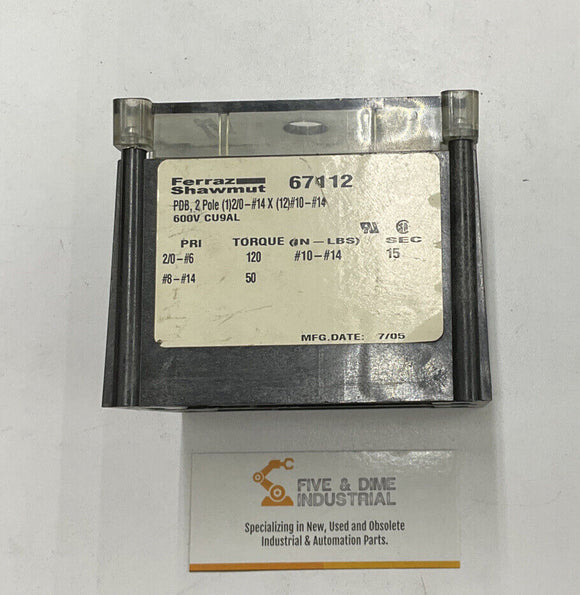 Ferraz
Shawmut 67112
PDB, 2 Pole (1)2/0-#14 X (12)#10-#14
600V CU9AL
PRI TORQUE (IN-LBS) SEC
2/0-#6 120 #10-#14 15
#8-#14 50
MFG.DATE: 7/05
FIVE & DIME
INDUSTRIAL
Specializing in New, Used and Obsolete
Industrial & Automation Parts.